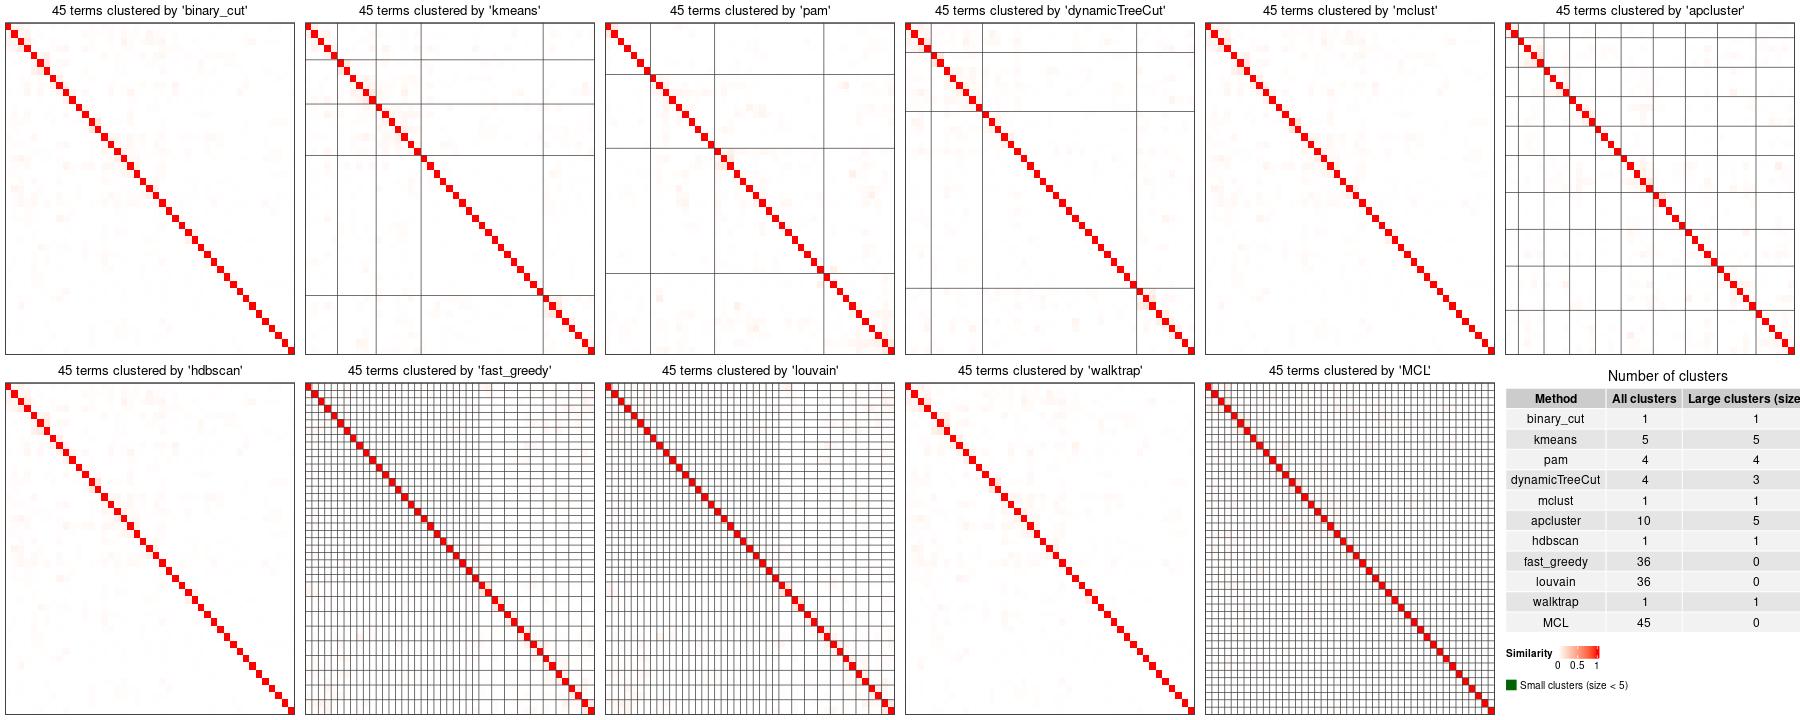 45 terms clustered by 'binary_cut'
45 terms clustered by 'kmeans'
45 terms clustered by 'pam'
45 terms clustered by 'dynamicTreeCut'
45 terms clustered by 'mclust'
45 terms clustered by 'apcluster'
45 terms clustered by 'hdbscan'
45 terms clustered by 'fast_greedy'
45 terms clustered by 'louvain'
45 terms clustered by 'walktrap'
45 terms clustered by 'MCL'
Number of clusters
Method All clusters Large clusters (size
binary_cut 1 1
kmeans 5 5
pam 4 4
dynamicTreeCut 4 3
mclust 1 1
apcluster 10 5
hdbscan 1 1
fast_greedy 36 0
louvain 36 0
walktrap 1 1
MCL 45 0
Similarity
0 0.5 1
Small clusters (size < 5)